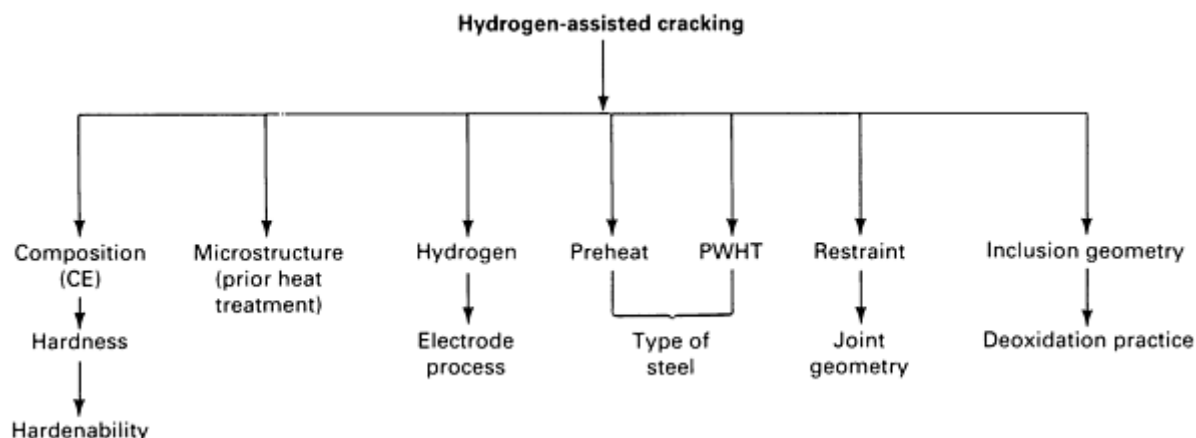 Hydrogen-assisted cracking
Composition
(CE)
Hardness
Hardenability
Microstructure
(prior heat
treatment)
Hydrogen
Electrode
process
Preheat
PWHT
Type of
steel
Restraint
Joint
geometry
Inclusion geometry
Deoxidation practice